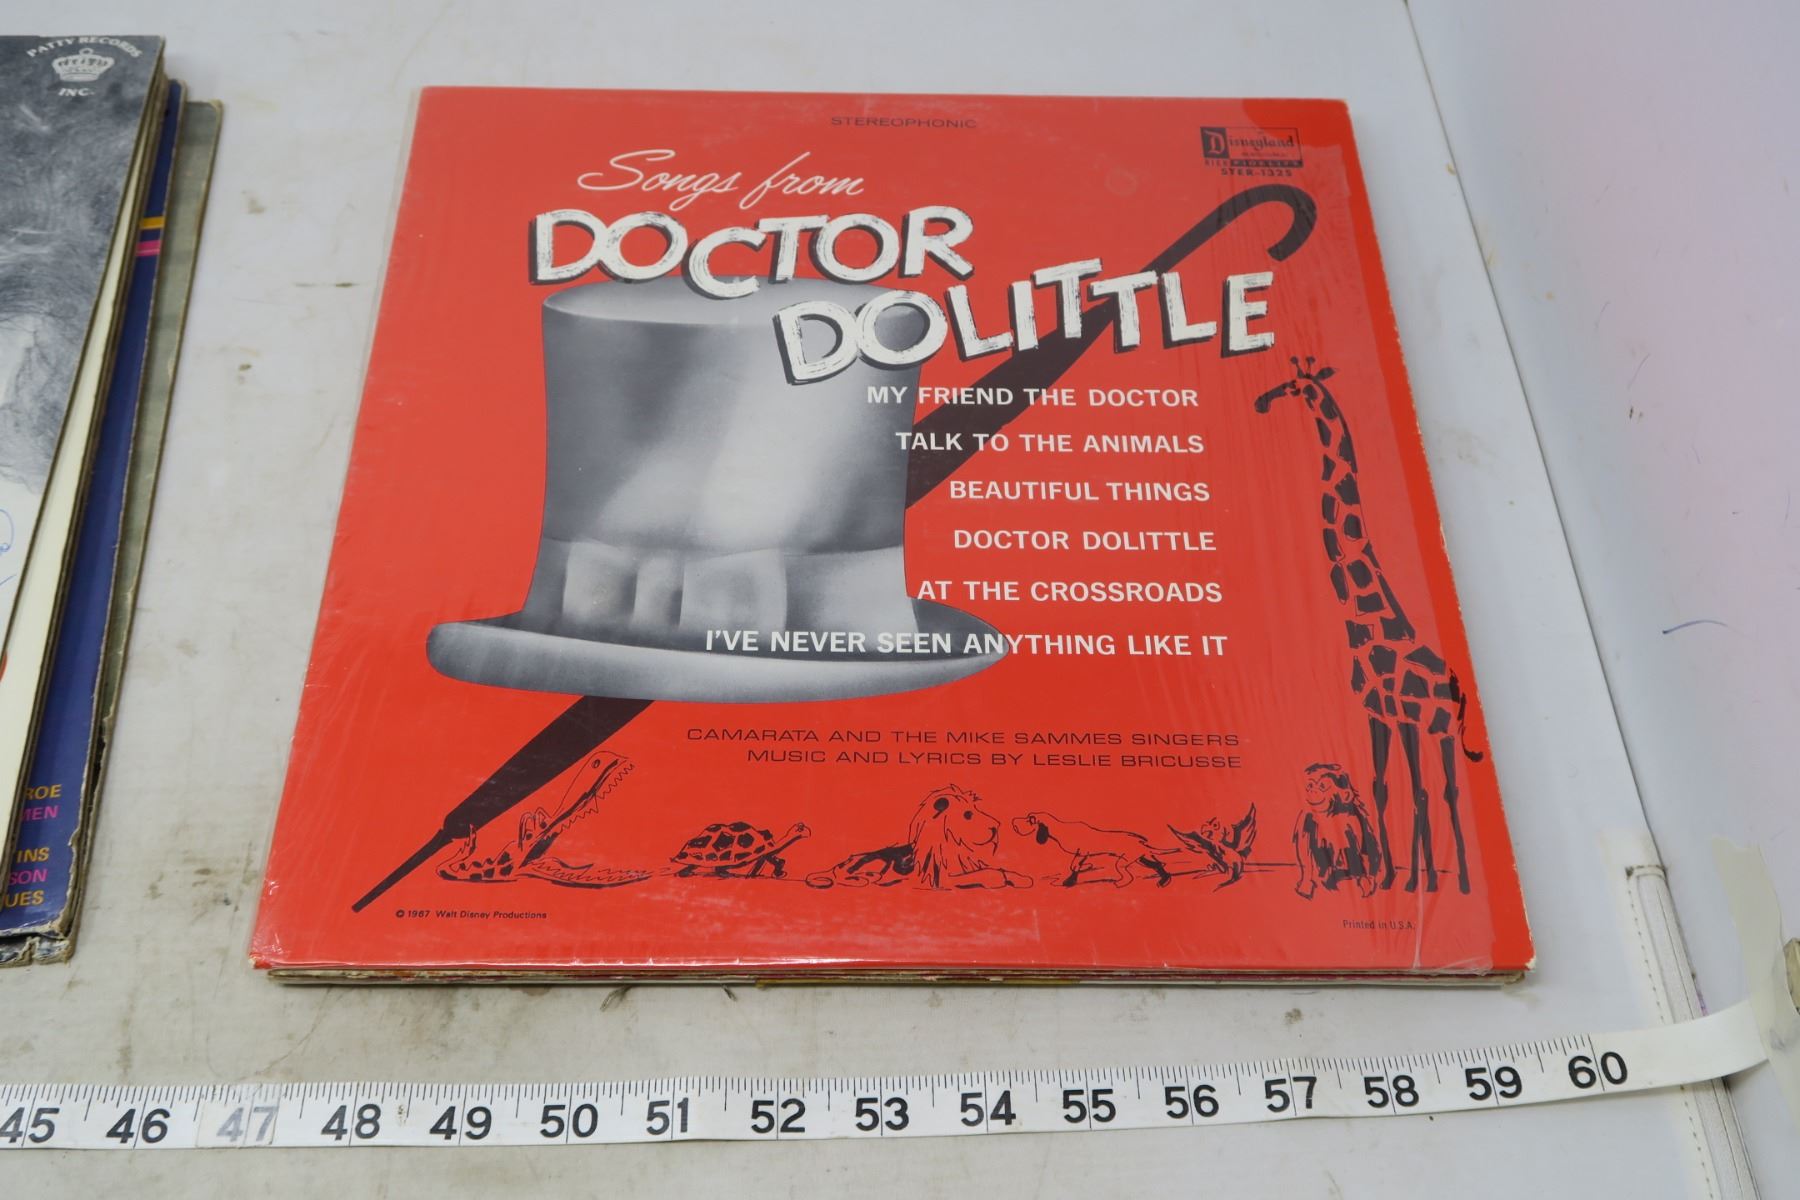 PATTY RECORDS
INC.
ROE
MEN
INS
SON
UES
STEREOPHONIC
Disneyland
HIGH FIDELITY
STER-1325
Songs from
DOCTOR
DOLITTLE
MY FRIEND THE DOCTOR
TALK TO THE ANIMALS
BEAUTIFUL THINGS
DOCTOR DOLITTLE
AT THE CROSSROADS
I'VE NEVER SEEN ANYTHING LIKE IT
CAMARATA AND THE MIKE SAMMES SINGERS
MUSIC AND LYRICS BY LESLIE BRICUSSE
© 1967 Walt Disney Productions
Printed in U.S.A.
45 46 47 48 49 50 51 52 53 54 55 56 57 58 59 60